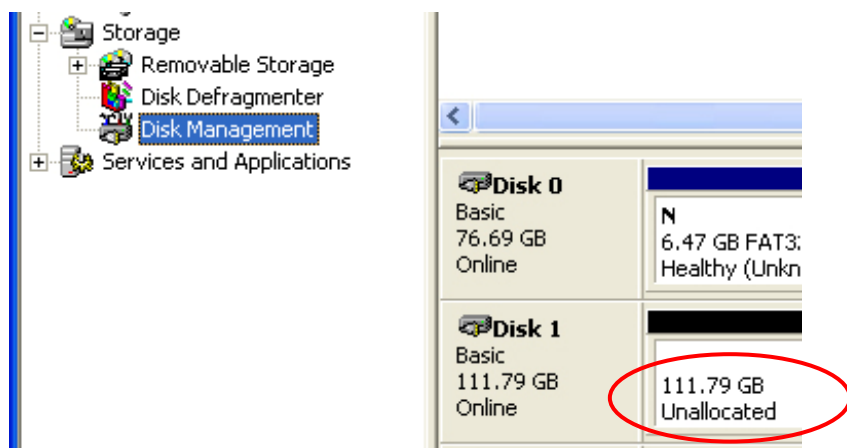 Storage
Removable Storage
Disk Defragmenter
Disk Management
Services and Applications
Disk 0
Basic
76.69 GB
Online
N
6.47 GB FAT32
Healthy (Unkn
Disk 1
Basic
111.79 GB
Online
111.79 GB
Unallocated